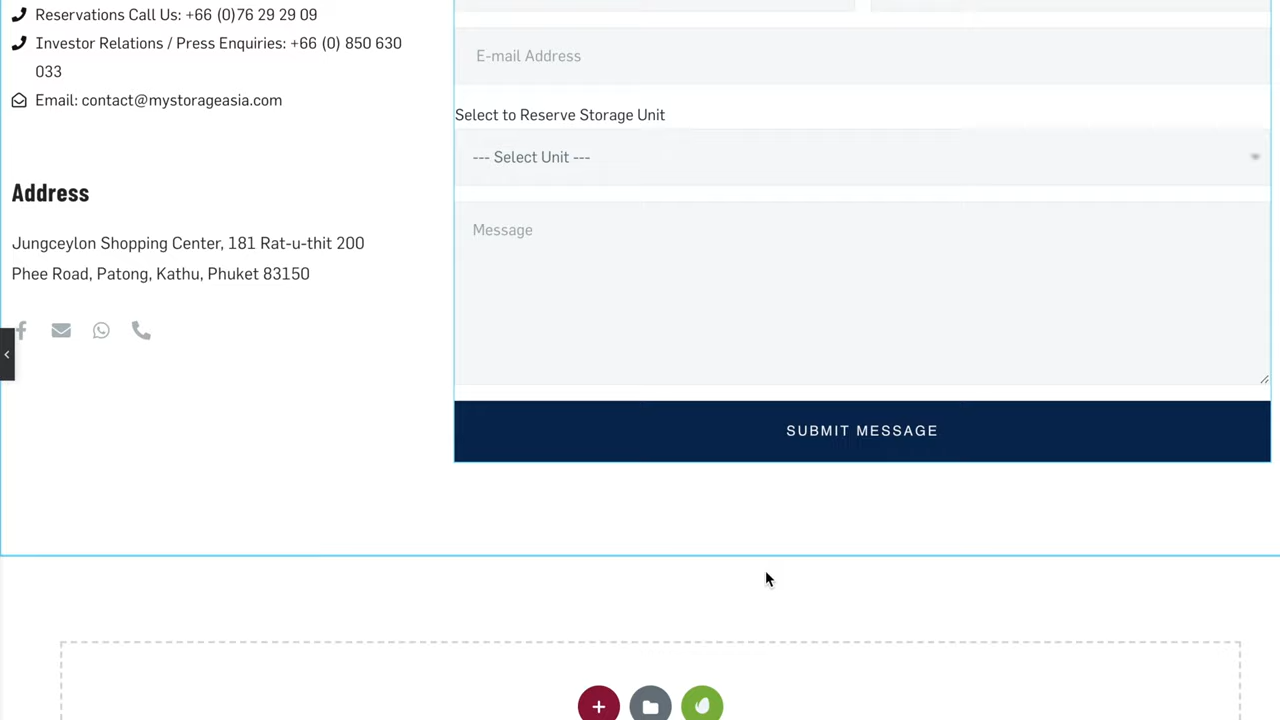 Reservations Call Us: +66 (0)76 29 29 09
Investor Relations / Press Enquiries: +66 (0) 850 630
033
Email: contact@mystorageasia.com
Address
Jungceylon Shopping Center, 181 Rat-u-thit 200
Phee Road, Patong, Kathu, Phuket 83150
E-mail Address
Select to Reserve Storage Unit
--- Select Unit ---
Message
SUBMIT MESSAGE